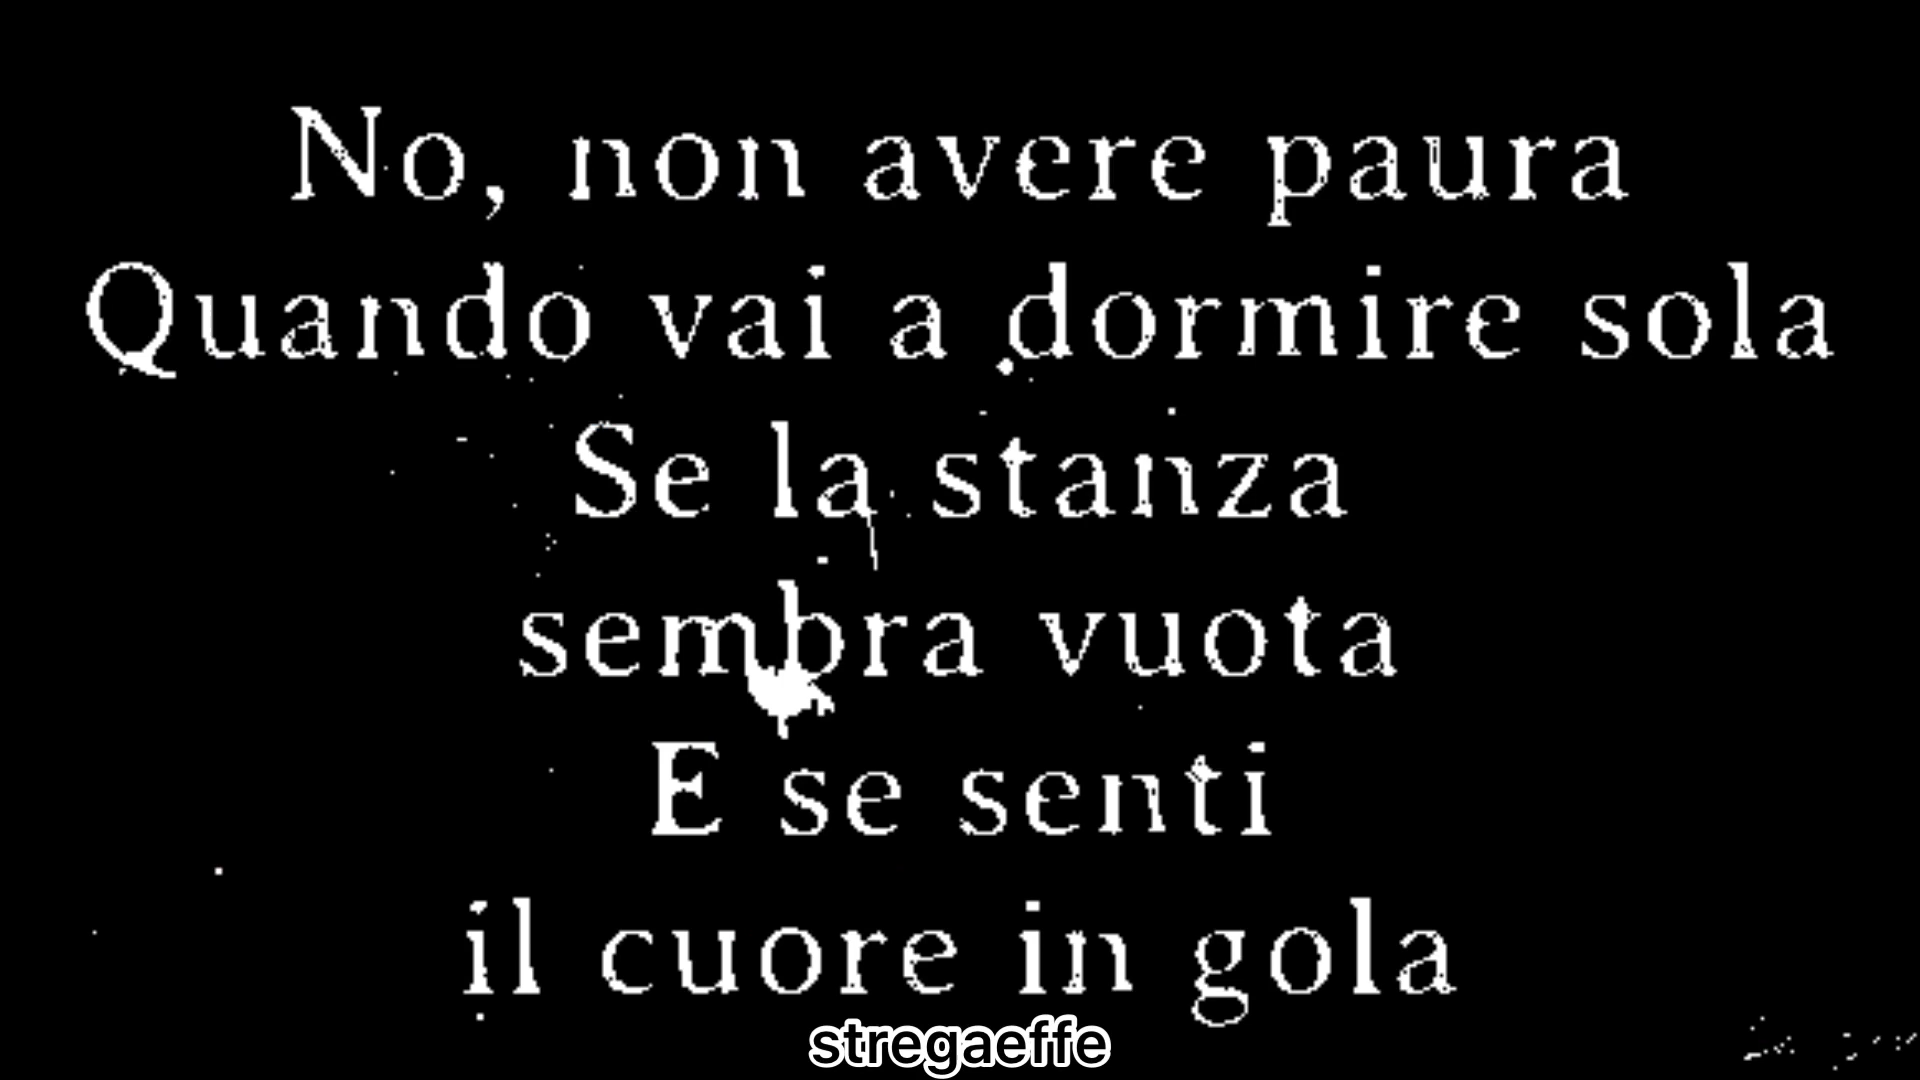 No, non avere paura
Quando vai a dormire sola
Se la stanza
sembra vuota
E se senti
il cuore in gola
stregaeffe